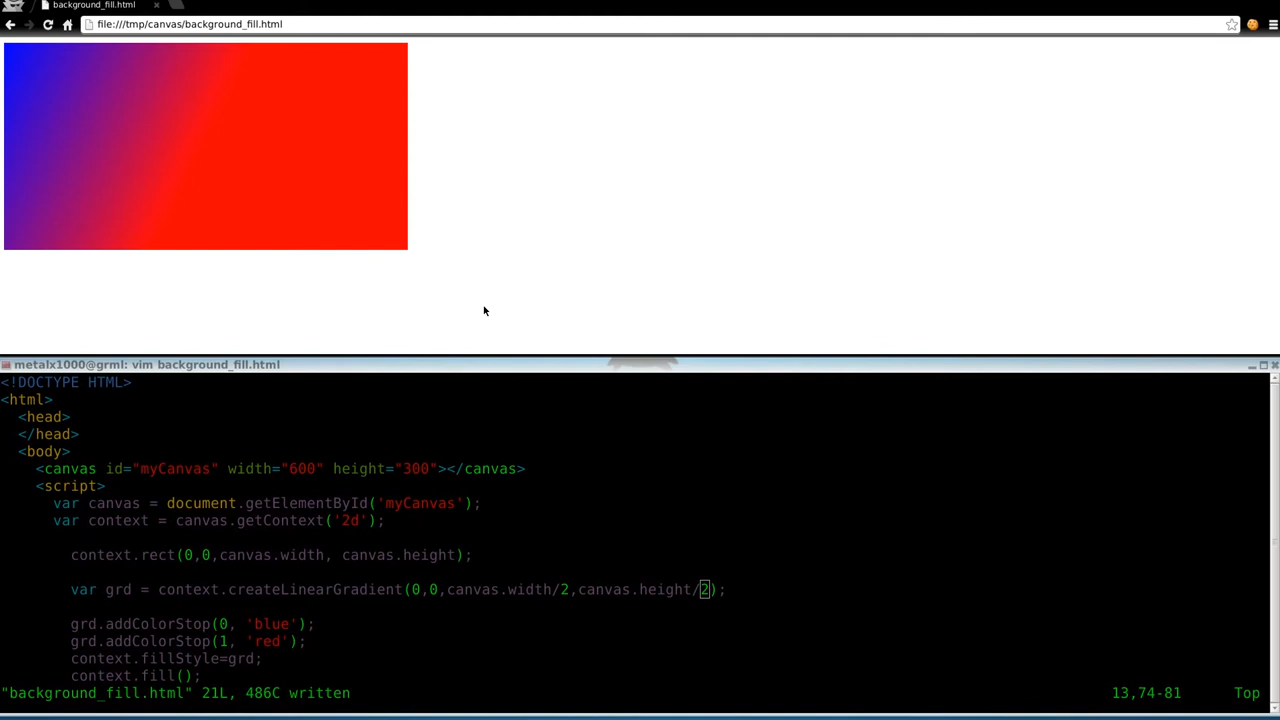 background_fill.html
file:///tmp/canvas/background_fill.html
metalx1000@grml: vim background_fill.html
<!DOCTYPE HTML>
<html>
  <head>
  </head>
  <body>
    <canvas id="myCanvas" width="600" height="300"></canvas>
    <script>
      var canvas = document.getElementById('myCanvas');
      var context = canvas.getContext('2d');
        context.rect(0,0,canvas.width, canvas.height);
        var grd = context.createLinearGradient(0,0,canvas.width/2,canvas.height/2);
        grd.addColorStop(0, 'blue');
        grd.addColorStop(1, 'red');
        context.fillStyle=grd;
        context.fill();
"background_fill.html" 21L, 486C written 13,74-81 Top